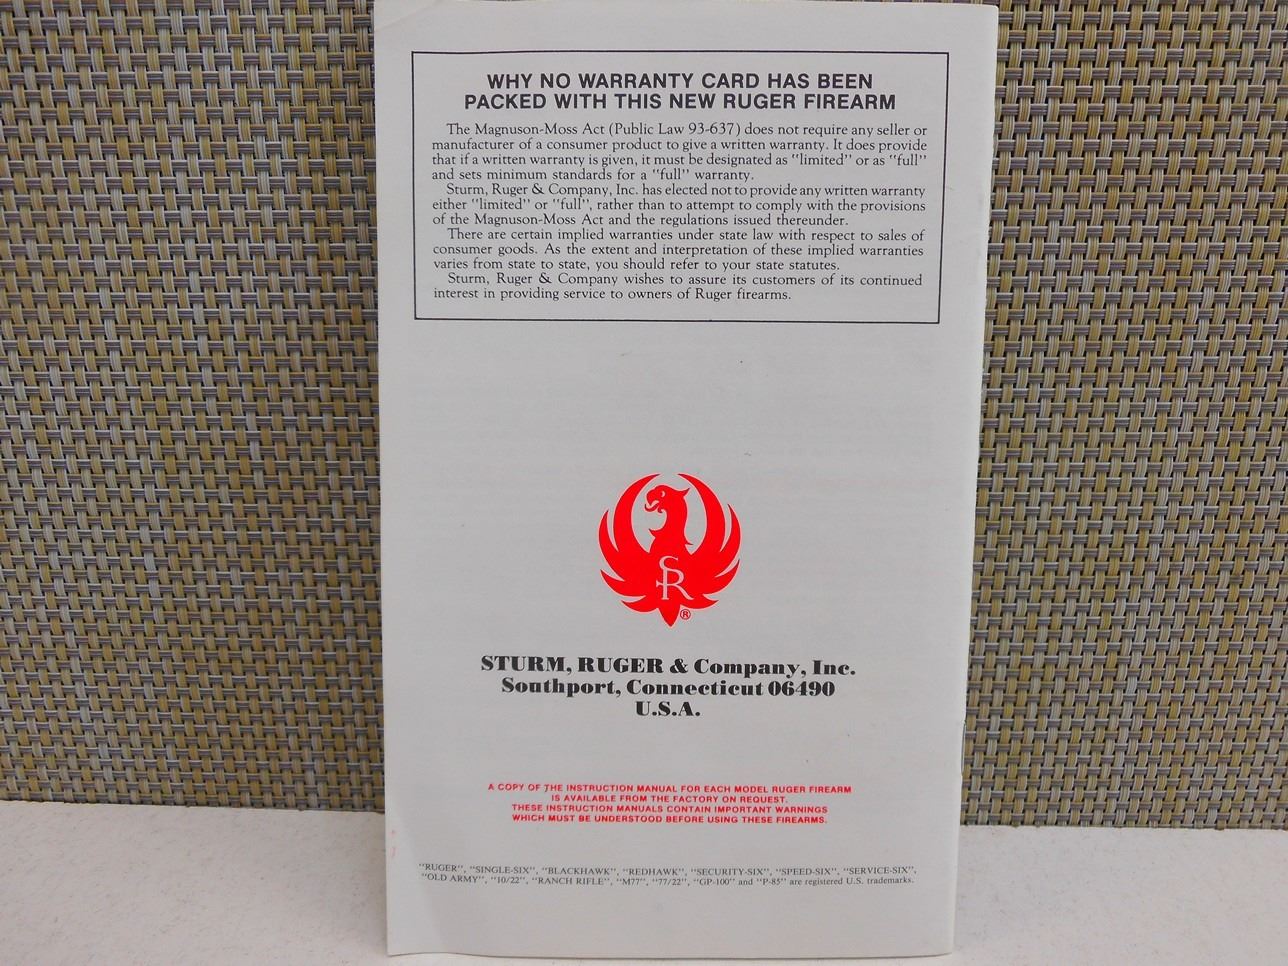 WHY NO WARRANTY CARD HAS BEEN
PACKED WITH THIS NEW RUGER FIREARM
The Magnuson-Moss Act (Public Law 93-637) does not require any seller or
manufacturer of a consumer product to give a written warranty. It does provide
that if a written warranty is given, it must be designated as "limited" or as "full"
and sets minimum standards for a "full" warranty.
Sturm, Ruger & Company, Inc. has elected not to provide any written warranty
either "limited" or "full", rather than to attempt to comply with the provisions
of the Magnuson-Moss Act and the regulations issued thereunder.
There are certain implied warranties under state law with respect to sales of
consumer goods. As the extent and interpretation of these implied warranties
varies from state to state, you should refer to your state statutes.
Sturm, Ruger & Company wishes to assure its customers of its continued
interest in providing service to owners of Ruger firearms.
SR
®
STURM, RUGER & Company, Inc.
Southport, Connecticut 06490
U.S.A.
A COPY OF THE INSTRUCTION MANUAL FOR EACH MODEL RUGER FIREARM
IS AVAILABLE FROM THE FACTORY ON REQUEST.
THESE INSTRUCTION MANUALS CONTAIN IMPORTANT WARNINGS
WHICH MUST BE UNDERSTOOD BEFORE USING THESE FIREARMS.
"RUGER", "SINGLE-SIX", "BLACKHAWK", "REDHAWK", "SECURITY-SIX", "SPEED-SIX", "SERVICE-SIX",
"OLD ARMY", "10/22", "RANCH RIFLE", "M77", "77/22", "GP-100" and "P-85" are registered U.S. trademarks.